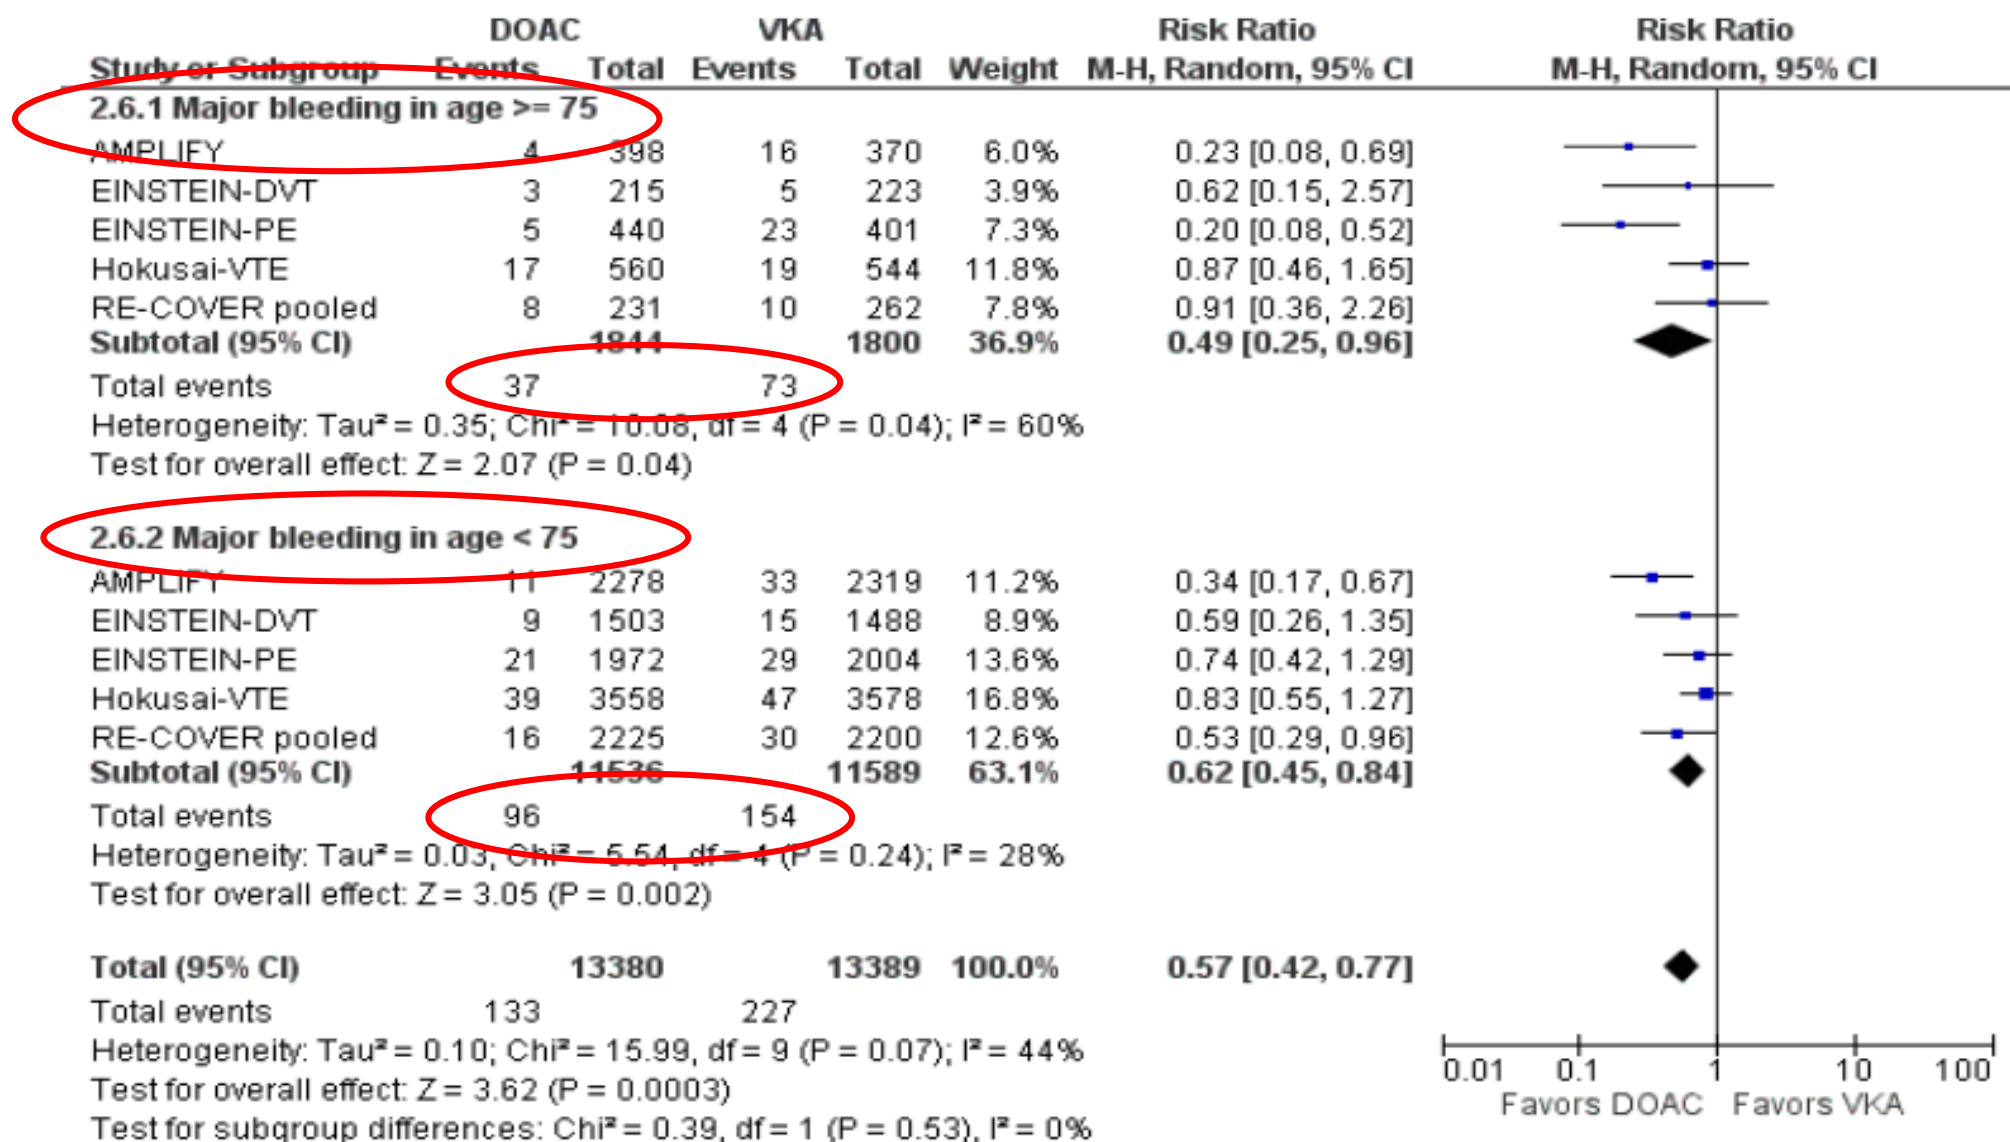 DOAC VKA Risk Ratio Risk Ratio
Study or Subgroup Events Total Events Total Weight M-H, Random, 95% CI M-H, Random, 95% CI
2.6.1 Major bleeding in age >= 75
AMPLIFY 4 398 16 370 6.0% 0.23 [0.08, 0.69]
EINSTEIN-DVT 3 215 5 223 3.9% 0.62 [0.15, 2.57]
EINSTEIN-PE 5 440 23 401 7.3% 0.20 [0.08, 0.52]
Hokusai-VTE 17 560 19 544 11.8% 0.87 [0.46, 1.65]
RE-COVER pooled 8 231 10 262 7.8% 0.91 [0.36, 2.26]
Subtotal (95% CI) 1844 1800 36.9% 0.49 [0.25, 0.96]
Total events 37 73
Heterogeneity: Tau² = 0.35; Chi² = 10.08, df = 4 (P = 0.04); I² = 60%
Test for overall effect: Z = 2.07 (P = 0.04)
2.6.2 Major bleeding in age < 75
AMPLIFY 11 2278 33 2319 11.2% 0.34 [0.17, 0.67]
EINSTEIN-DVT 9 1503 15 1488 8.9% 0.59 [0.26, 1.35]
EINSTEIN-PE 21 1972 29 2004 13.6% 0.74 [0.42, 1.29]
Hokusai-VTE 39 3558 47 3578 16.8% 0.83 [0.55, 1.27]
RE-COVER pooled 16 2225 30 2200 12.6% 0.53 [0.29, 0.96]
Subtotal (95% CI) 11536 11589 63.1% 0.62 [0.45, 0.84]
Total events 96 154
Heterogeneity: Tau² = 0.03; Chi² = 5.54, df = 4 (P = 0.24); I² = 28%
Test for overall effect: Z = 3.05 (P = 0.002)
Total (95% CI) 13380 13389 100.0% 0.57 [0.42, 0.77]
Total events 133 227
Heterogeneity: Tau² = 0.10; Chi² = 15.99, df = 9 (P = 0.07); I² = 44%
Test for overall effect: Z = 3.62 (P = 0.0003)
Test for subgroup differences: Chi² = 0.39, df = 1 (P = 0.53), I² = 0%
0.01 0.1 1 10 100
Favors DOAC Favors VKA